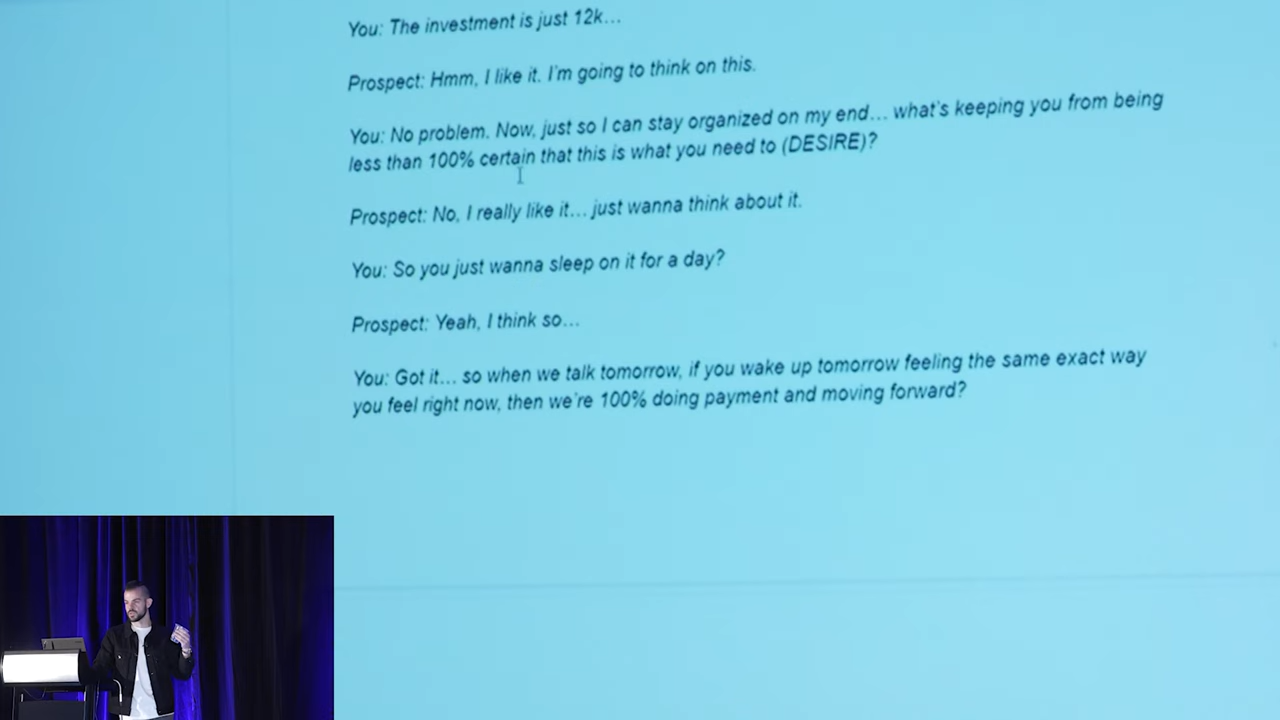 You: The investment is just 12k…
Prospect: Hmm, I like it. I'm going to think on this.
You: No problem. Now, just so I can stay organized on my end… what's keeping you from being
less than 100% certain that this is what you need to (DESIRE)?
Prospect: No, I really like it… just wanna think about it.
You: So you just wanna sleep on it for a day?
Prospect: Yeah, I think so…
You: Got it… so when we talk tomorrow, if you wake up tomorrow feeling the same exact way
you feel right now, then we're 100% doing payment and moving forward?